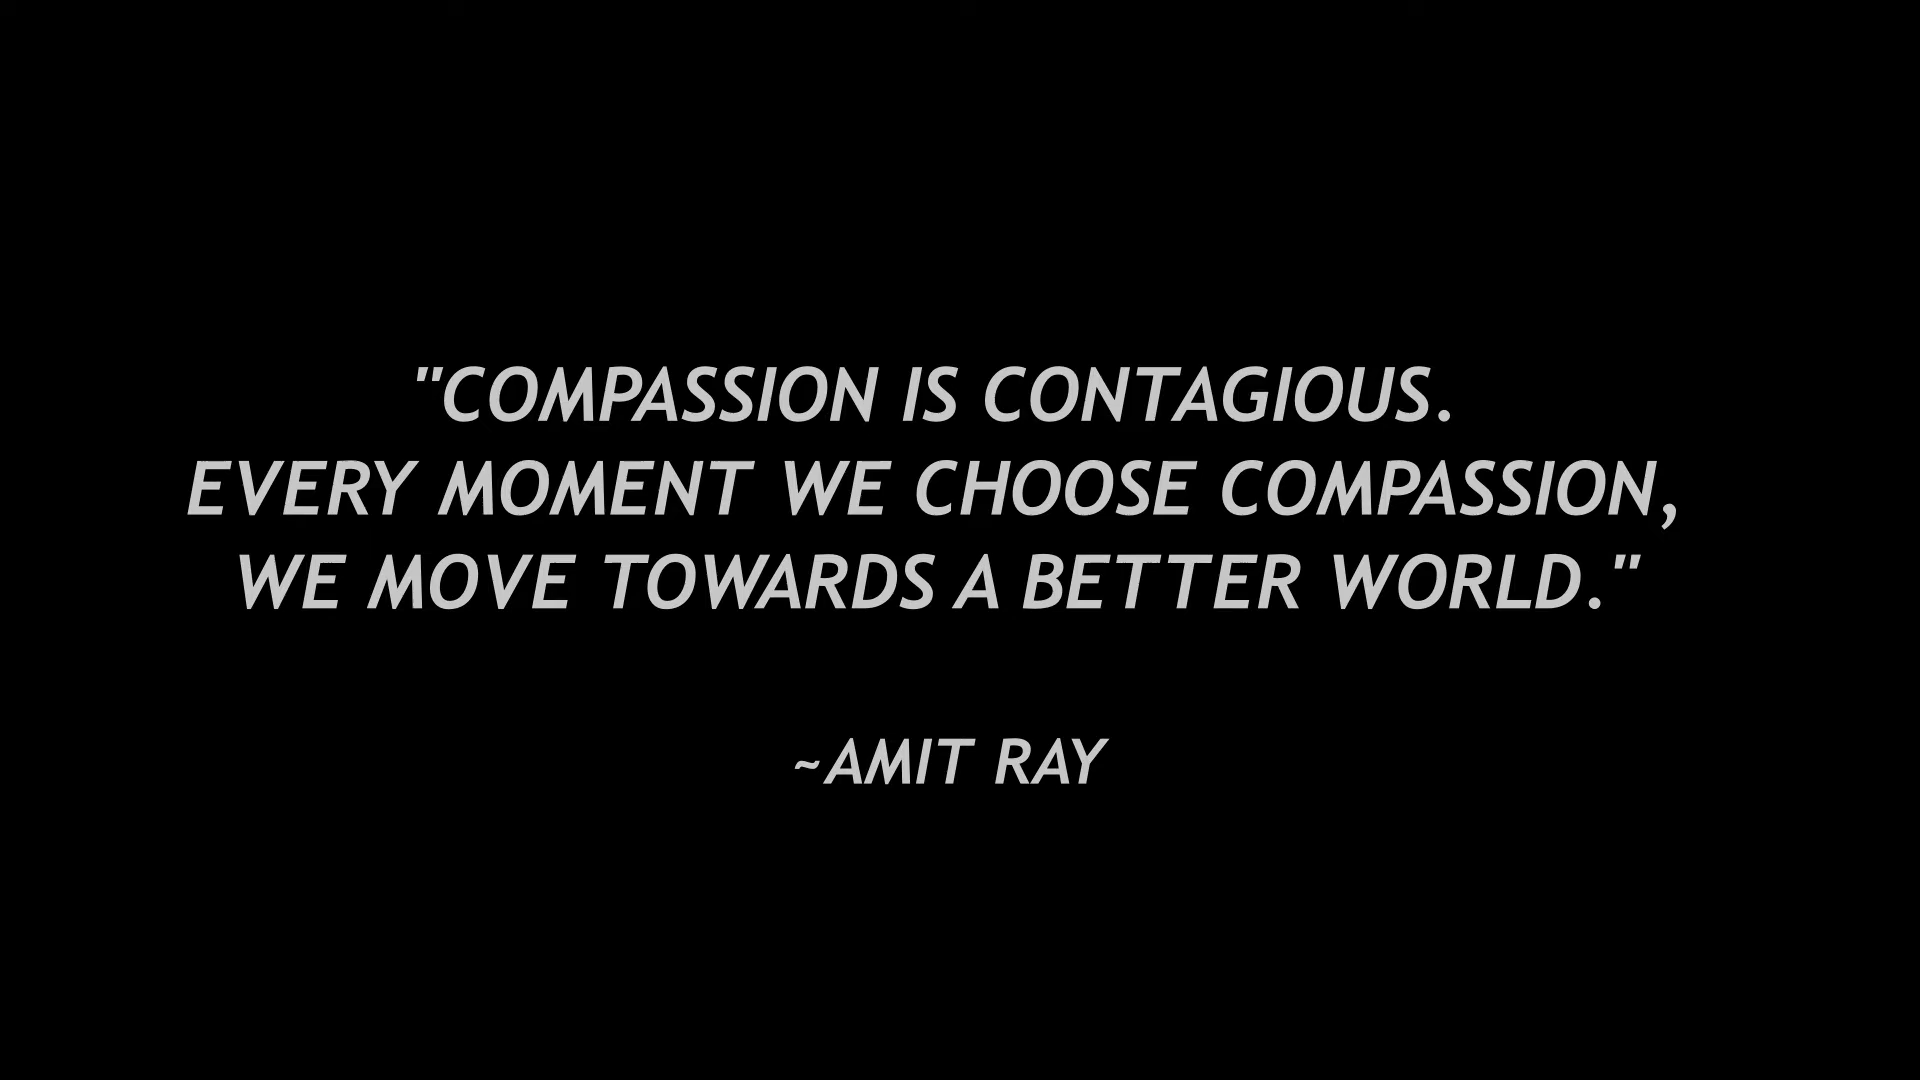 "COMPASSION IS CONTAGIOUS.
EVERY MOMENT WE CHOOSE COMPASSION,
WE MOVE TOWARDS A BETTER WORLD."
~AMIT RAY